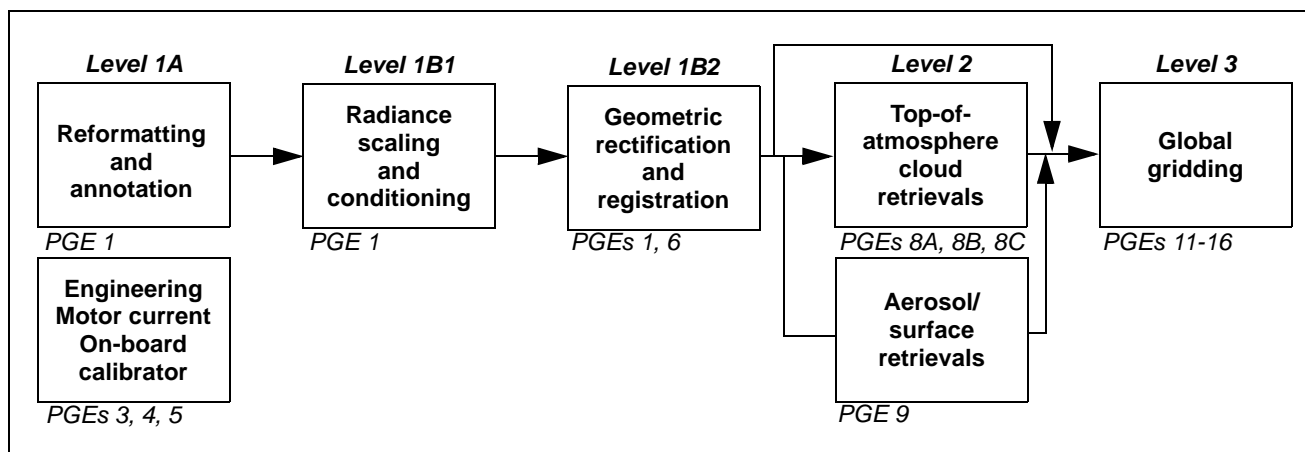 Level 1A
Reformatting
and
annotation
PGE 1
Engineering
Motor current
On-board
calibrator
PGEs 3, 4, 5
Level 1B1
Radiance
scaling
and
conditioning
PGE 1
Level 1B2
Geometric
rectification
and
registration
PGEs 1, 6
Level 2
Top-of-
atmosphere
cloud
retrievals
PGEs 8A, 8B, 8C
Aerosol/
surface
retrievals
PGE 9
Level 3
Global
gridding
PGEs 11-16